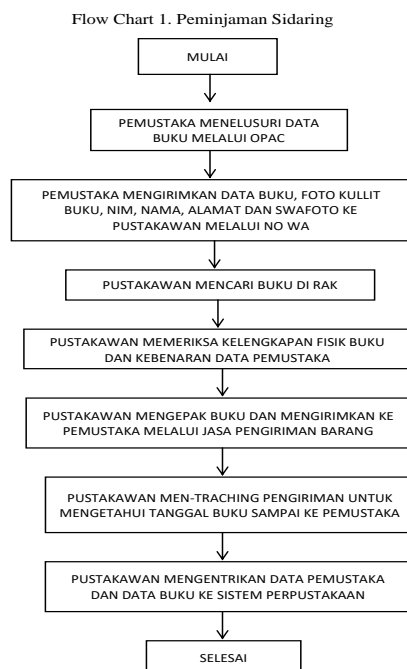 Flow Chart 1. Peminjaman Sidaring
MULAI
PEMUSTAKA MENELUSURI DATA
BUKU MELALUI OPAC
PEMUSTAKA MENGIRIMKAN DATA BUKU, FOTO KULLIT
BUKU, NIM, NAMA, ALAMAT DAN SWAFOTO KE
PUSTAKAWAN MELALUI NO WA
PUSTAKAWAN MENCARI BUKU DI RAK
PUSTAKAWAN MEMERIKSA KELENGKAPAN FISIK BUKU
DAN KEBENARAN DATA PEMUSTAKA
PUSTAKAWAN MENGEPAK BUKU DAN MENGIRIMKAN KE
PEMUSTAKA MELALUI JASA PENGIRIMAN BARANG
PUSTAKAWAN MEN-TRACHING PENGIRIMAN UNTUK
MENGETAHUI TANGGAL BUKU SAMPAI KE PEMUSTAKA
PUSTAKAWAN MENGENTRIKAN DATA PEMUSTAKA
DAN DATA BUKU KE SISTEM PERPUSTAKAAN
SELESAI